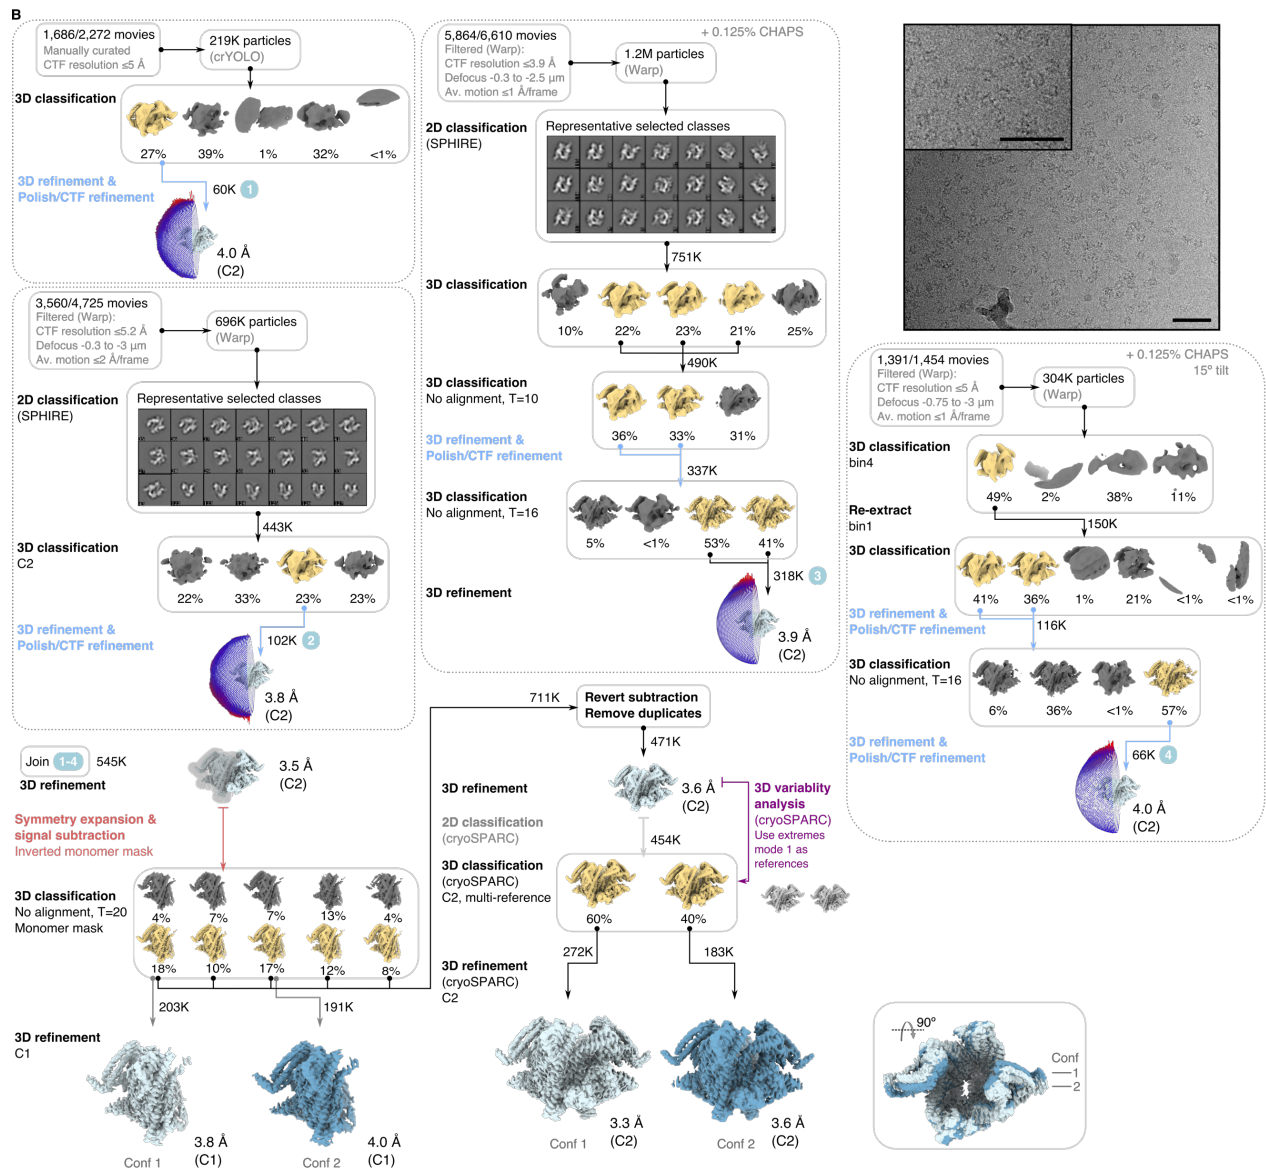 B
1,686/2,272 movies
Manually curated
CTF resolution ≤5 Å
219K particles
(crYOLO)
3D classification
27%
39%
1%
32%
<1%
3D refinement &
Polish/CTF refinement
60K
1
4.0 Å
(C2)
3,560/4,725 movies
Filtered (Warp):
CTF resolution ≤5.2 Å
Defocus -0.3 to -3 µm
Av. motion ≤2 Å/frame
696K particles
(Warp)
2D classification
(SPHIRE)
Representative selected classes
443K
3D classification
C2
22%
33%
23%
23%
3D refinement &
Polish/CTF refinement
102K
2
3.8 Å
(C2)
5,864/6,610 movies
Filtered (Warp):
CTF resolution ≤3.9 Å
Defocus -0.3 to -2.5 µm
Av. motion ≤1 Å/frame
+ 0.125% CHAPS
1.2M particles
(Warp)
2D classification
(SPHIRE)
Representative selected classes
751K
3D classification
10%
22%
23%
21%
25%
490K
3D classification
No alignment, T=10
36%
33%
31%
3D refinement &
Polish/CTF refinement
337K
3D classification
No alignment, T=16
5%
<1%
53%
41%
318K
3
3D refinement
3.9 Å
(C2)
1,391/1,454 movies
Filtered (Warp):
CTF resolution ≤5 Å
Defocus -0.75 to -3 µm
Av. motion ≤1 Å/frame
+ 0.125% CHAPS
15º tilt
304K particles
(Warp)
3D classification
bin4
49%
2%
38%
11%
Re-extract
bin1
150K
3D classification
41%
36%
1%
21%
<1%
<1%
3D refinement &
Polish/CTF refinement
116K
3D classification
No alignment, T=16
6%
36%
<1%
57%
3D refinement &
Polish/CTF refinement
66K
4
4.0 Å
(C2)
Join 1-4
545K
3D refinement
3.5 Å
(C2)
Symmetry expansion &
signal subtraction
Inverted monomer mask
3D classification
No alignment, T=20
Monomer mask
4%
7%
7%
13%
4%
18%
10%
17%
12%
8%
203K
191K
3D refinement
C1
3.8 Å
(C1)
Conf 1
4.0 Å
(C1)
Conf 2
711K
Revert subtraction
Remove duplicates
471K
3D refinement
3.6 Å
(C2)
3D variablity
analysis
(cryoSPARC)
Use extremes
mode 1 as
references
2D classification
(cryoSPARC)
454K
3D classification
(cryoSPARC)
C2, multi-reference
60%
40%
272K
183K
3D refinement
(cryoSPARC)
C2
3.3 Å
(C2)
Conf 1
3.6 Å
(C2)
Conf 2
90º
Conf
1
2